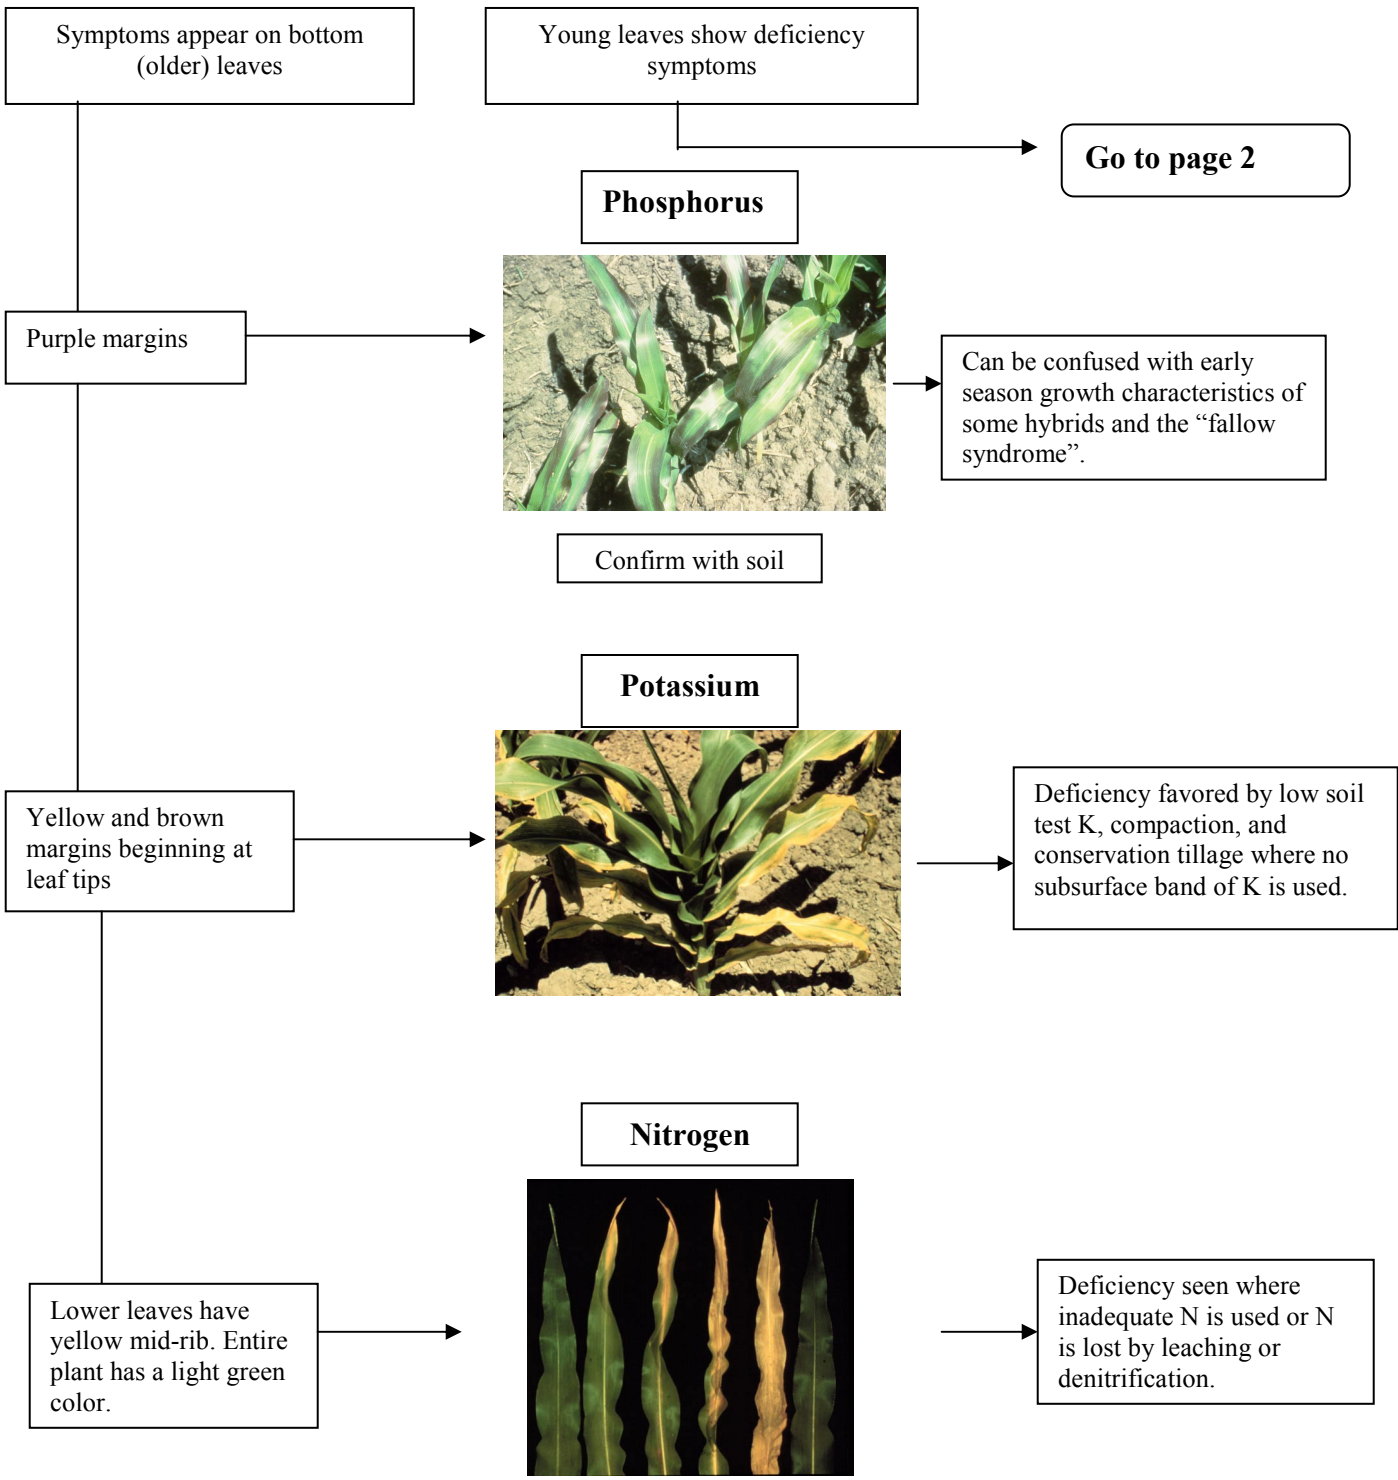 Symptoms appear on bottom
(older) leaves
Young leaves show deficiency
symptoms
Go to page 2
Phosphorus
Purple margins
Can be confused with early
season growth characteristics of
some hybrids and the “fallow
syndrome”.
Confirm with soil
Potassium
Yellow and brown
margins beginning at
leaf tips
Deficiency favored by low soil
test K, compaction, and
conservation tillage where no
subsurface band of K is used.
Nitrogen
Lower leaves have
yellow mid-rib. Entire
plant has a light green
color.
Deficiency seen where
inadequate N is used or N
is lost by leaching or
denitrification.